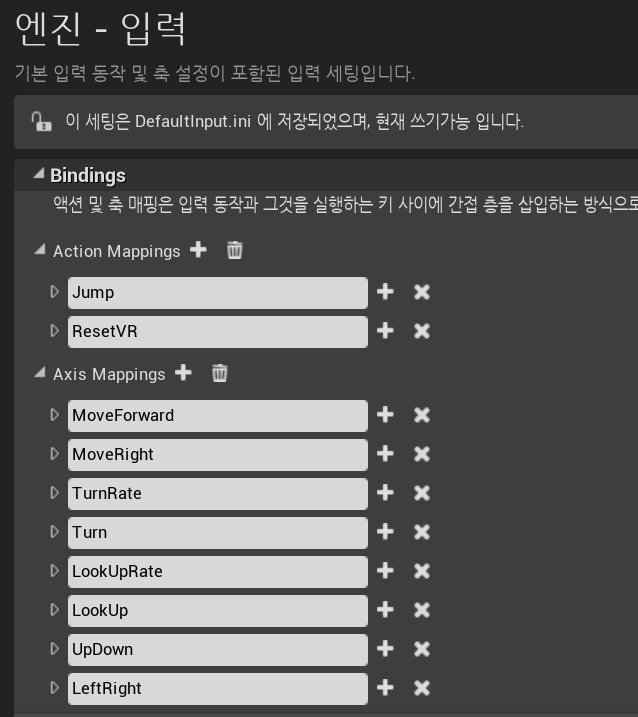 엔진 - 입력
기본 입력 동작 및 축 설정이 포함된 입력 세팅입니다.
이 세팅은 DefaultInput.ini 에 저장되었으며, 현재 쓰기가능 입니다.
Bindings
액션 및 축 매핑은 입력 동작과 그것을 실행하는 키 사이에 간접 층을 삽입하는 방식으로
Action Mappings
Jump
ResetVR
Axis Mappings
MoveForward
MoveRight
TurnRate
Turn
LookUpRate
LookUp
UpDown
LeftRight